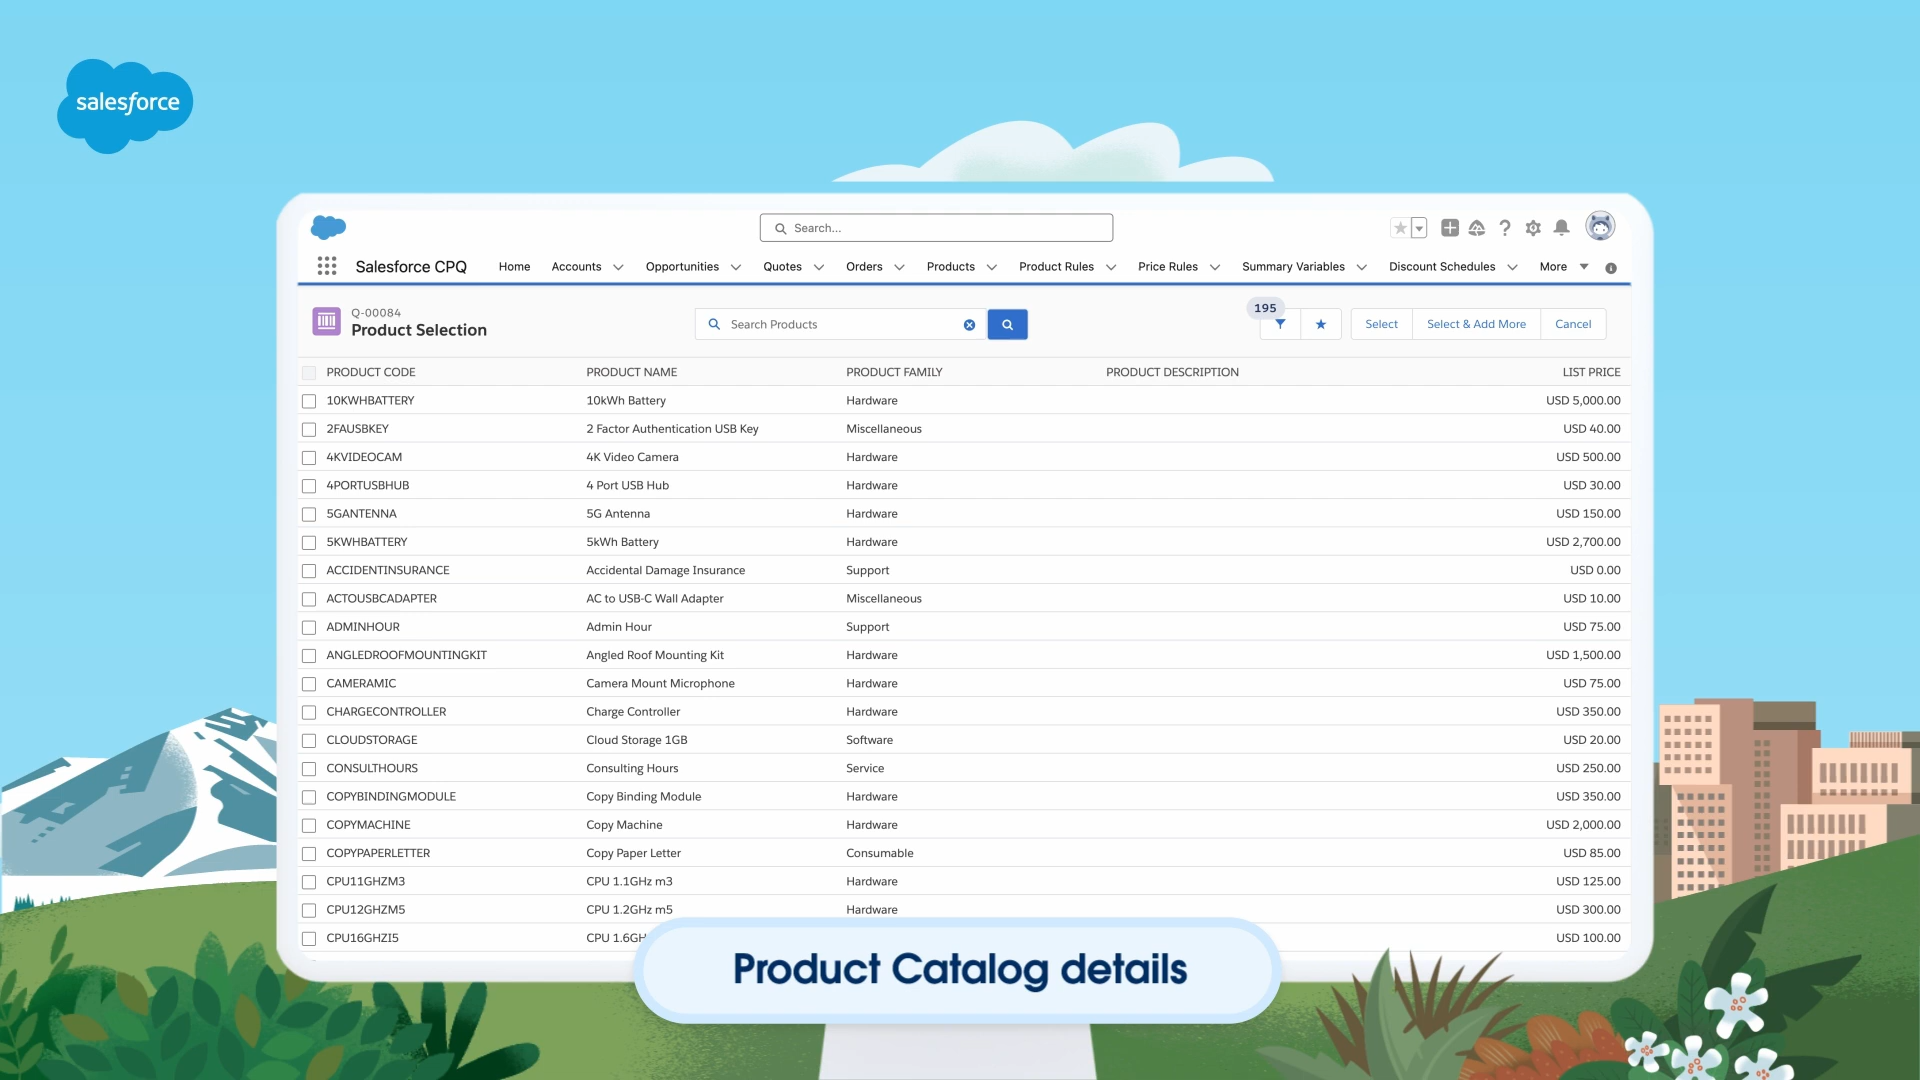 salesforce
Search...
Salesforce CPQ Home Accounts Opportunities Quotes Orders Products Product Rules Price Rules Summary Variables Discount Schedules More
195
Q-00084
Product Selection
Search Products
Select Select & Add More Cancel
PRODUCT CODE PRODUCT NAME PRODUCT FAMILY PRODUCT DESCRIPTION LIST PRICE
10KWHBATTERY 10kWh Battery Hardware USD 5,000.00
2FAUSBKEY 2 Factor Authentication USB Key Miscellaneous USD 40.00
4KVIDEOCAM 4K Video Camera Hardware USD 500.00
4PORTUSBHUB 4 Port USB Hub Hardware USD 30.00
5GANTENNA 5G Antenna Hardware USD 150.00
5KWHBATTERY 5kWh Battery Hardware USD 2,700.00
ACCIDENTINSURANCE Accidental Damage Insurance Support USD 0.00
ACTOUSBCADAPTER AC to USB-C Wall Adapter Miscellaneous USD 10.00
ADMINHOUR Admin Hour Support USD 75.00
ANGLEDROOFMOUNTINGKIT Angled Roof Mounting Kit Hardware USD 1,500.00
CAMERAMIC Camera Mount Microphone Hardware USD 75.00
CHARGECONTROLLER Charge Controller Hardware USD 350.00
CLOUDSTORAGE Cloud Storage 1GB Software USD 20.00
CONSULTHOURS Consulting Hours Service USD 250.00
COPYBINDINGMODULE Copy Binding Module Hardware USD 350.00
COPYMACHINE Copy Machine Hardware USD 2,000.00
COPYPAPERLETTER Copy Paper Letter Consumable USD 85.00
CPU11GHZM3 CPU 1.1GHz m3 Hardware USD 125.00
CPU12GHZM5 CPU 1.2GHz m5 Hardware USD 300.00
CPU16GHZI5 CPU USD 100.00
Product Catalog details